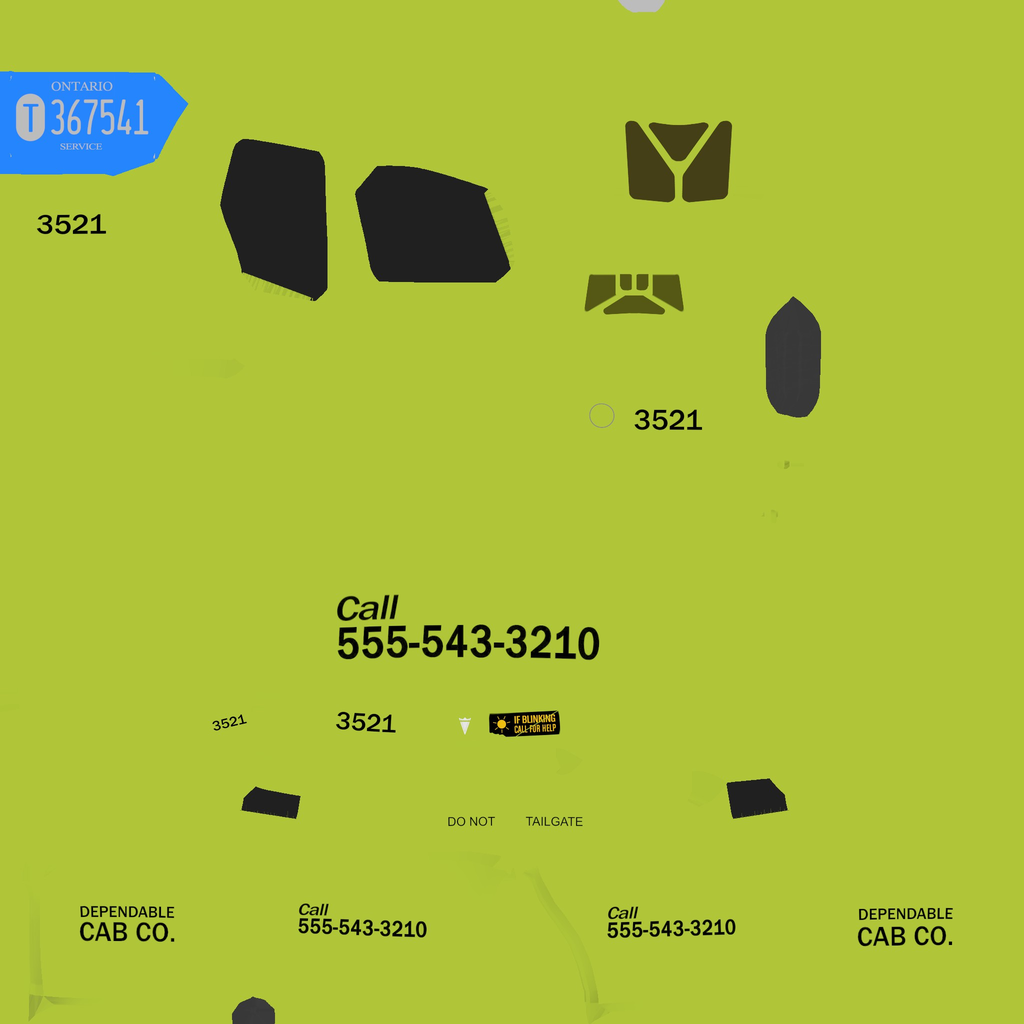 ONTARIO
T 367541
SERVICE
3521
3521
Call
555-543-3210
3521
3521
IF BLINKING
CALL FOR HELP
DO NOT TAILGATE
DEPENDABLE
CAB CO.
Call
555-543-3210
Call
555-543-3210
DEPENDABLE
CAB CO.